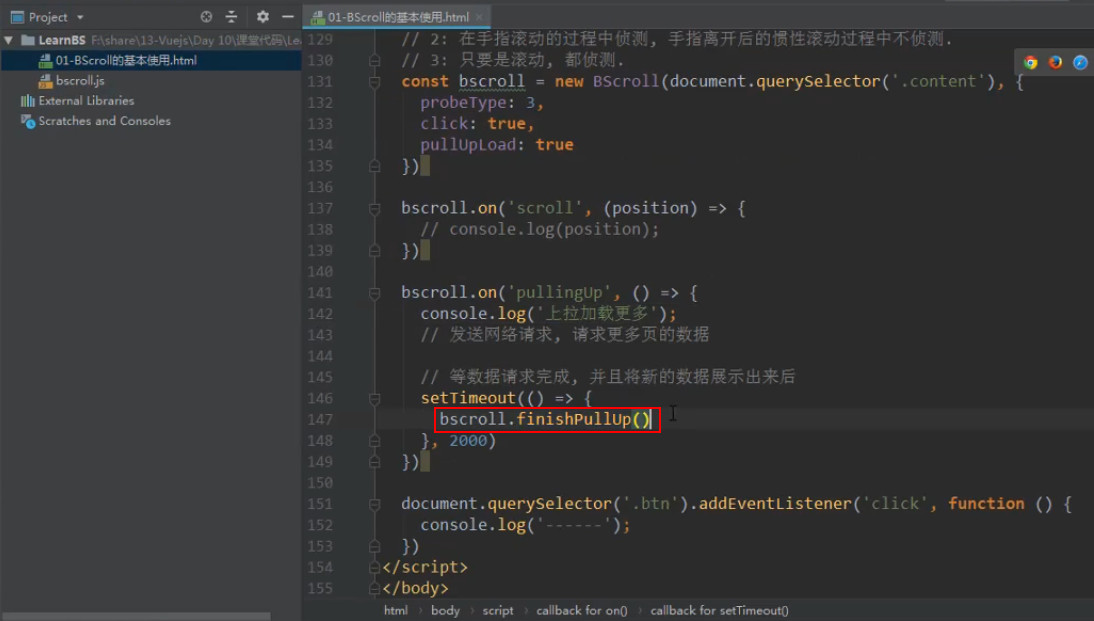 Project
01-BScroll的基本使用.html
LearnBS F:\share\13-Vuejs\Day 10\课堂代码\Le
01-BScroll的基本使用.html
bscroll.js
External Libraries
Scratches and Consoles
129 // 2: 在手指滚动的过程中侦测, 手指离开后的惯性滚动过程中不侦测.
130 // 3: 只要是滚动, 都侦测.
131 const bscroll = new BScroll(document.querySelector('.content'), {
132 probeType: 3,
133 click: true,
134 pullUpLoad: true
135 })
136
137 bscroll.on('scroll', (position) => {
138 // console.log(position);
139 })
140
141 bscroll.on('pullingUp', () => {
142 console.log('上拉加载更多');
143 // 发送网络请求, 请求更多页的数据
144
145 // 等数据请求完成, 并且将新的数据展示出来后
146 setTimeout(() => {
147 bscroll.finishPullUp()
148 }, 2000)
149 })
150
151 document.querySelector('.btn').addEventListener('click', function () {
152 console.log('------');
153 })
154 </script>
155 </body>
html › body › script › callback for on() › callback for setTimeout()